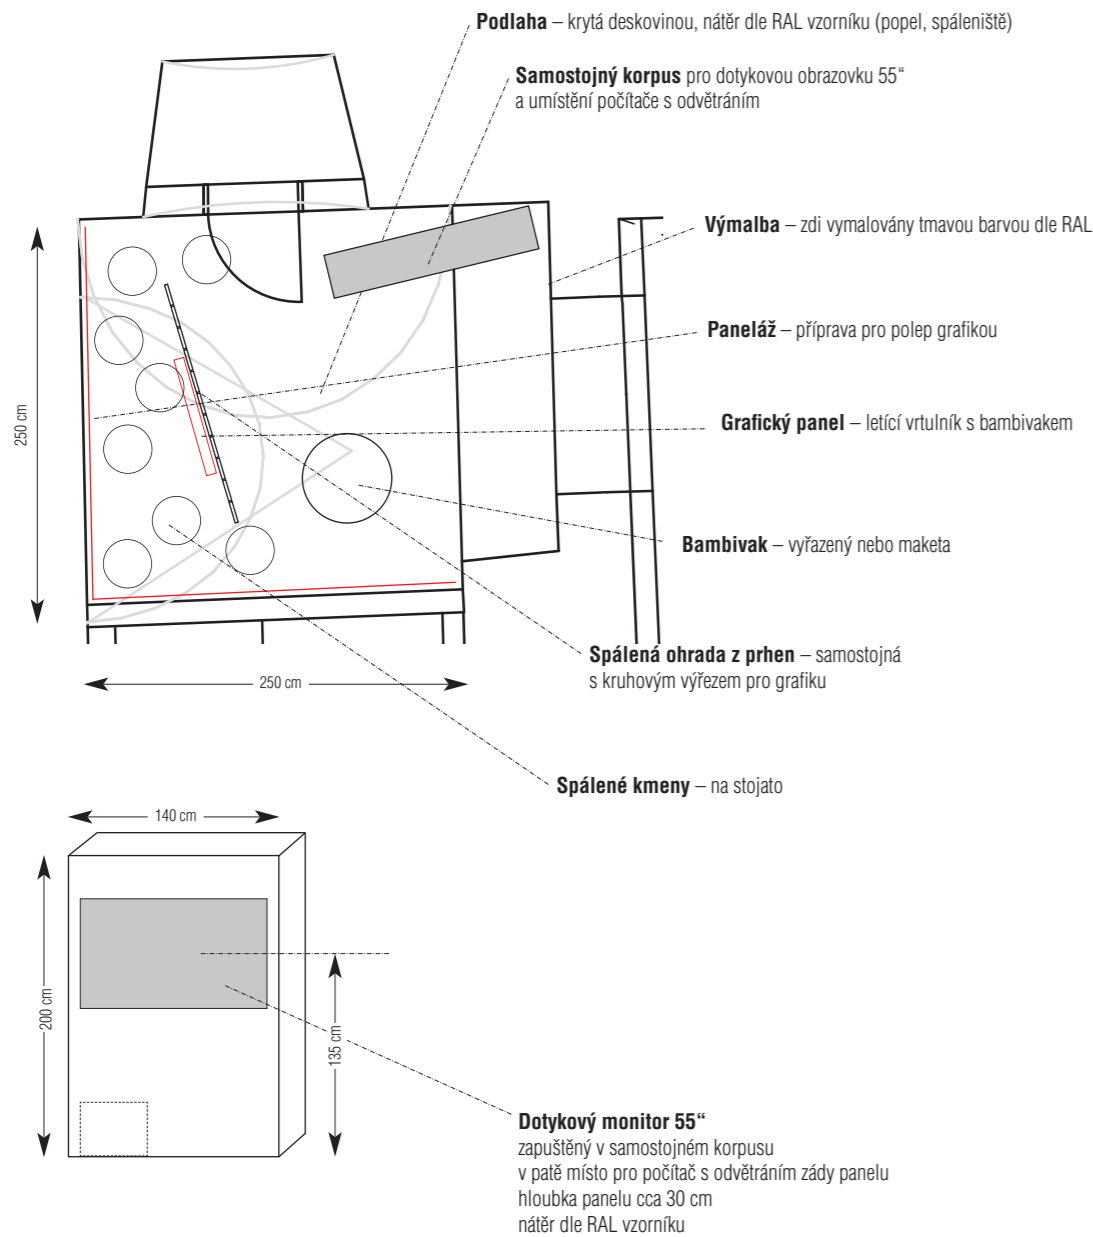 Podlaha – krytá deskovinou, nátěr dle RAL vzorníku (popel, spáleniště)
Samostojný korpus pro dotykovou obrazovku 55“
a umístění počítače s odvětráním
Výmalba – zdi vymalovány tmavou barvou dle RAL
Paneláž – příprava pro polep grafikou
Grafický panel – letící vrtulník s bambivakem
250 cm
Bambivak – vyřazený nebo maketa
Spálená ohrada z prhen – samostojná
s kruhovým výřezem pro grafiku
250 cm
Spálené kmeny – na stojato
140 cm
200 cm
135 cm
Dotykový monitor 55“
zapuštěný v samostojném korpusu
v patě místo pro počítač s odvětráním zády panelu
hloubka panelu cca 30 cm
nátěr dle RAL vzorníku